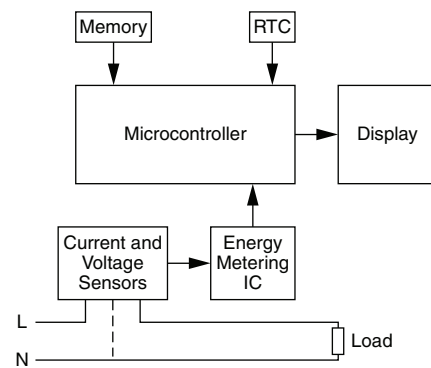 Memory
RTC
Microcontroller
Display
Current and
Voltage
Sensors
Energy
Metering
IC
L
N
Load